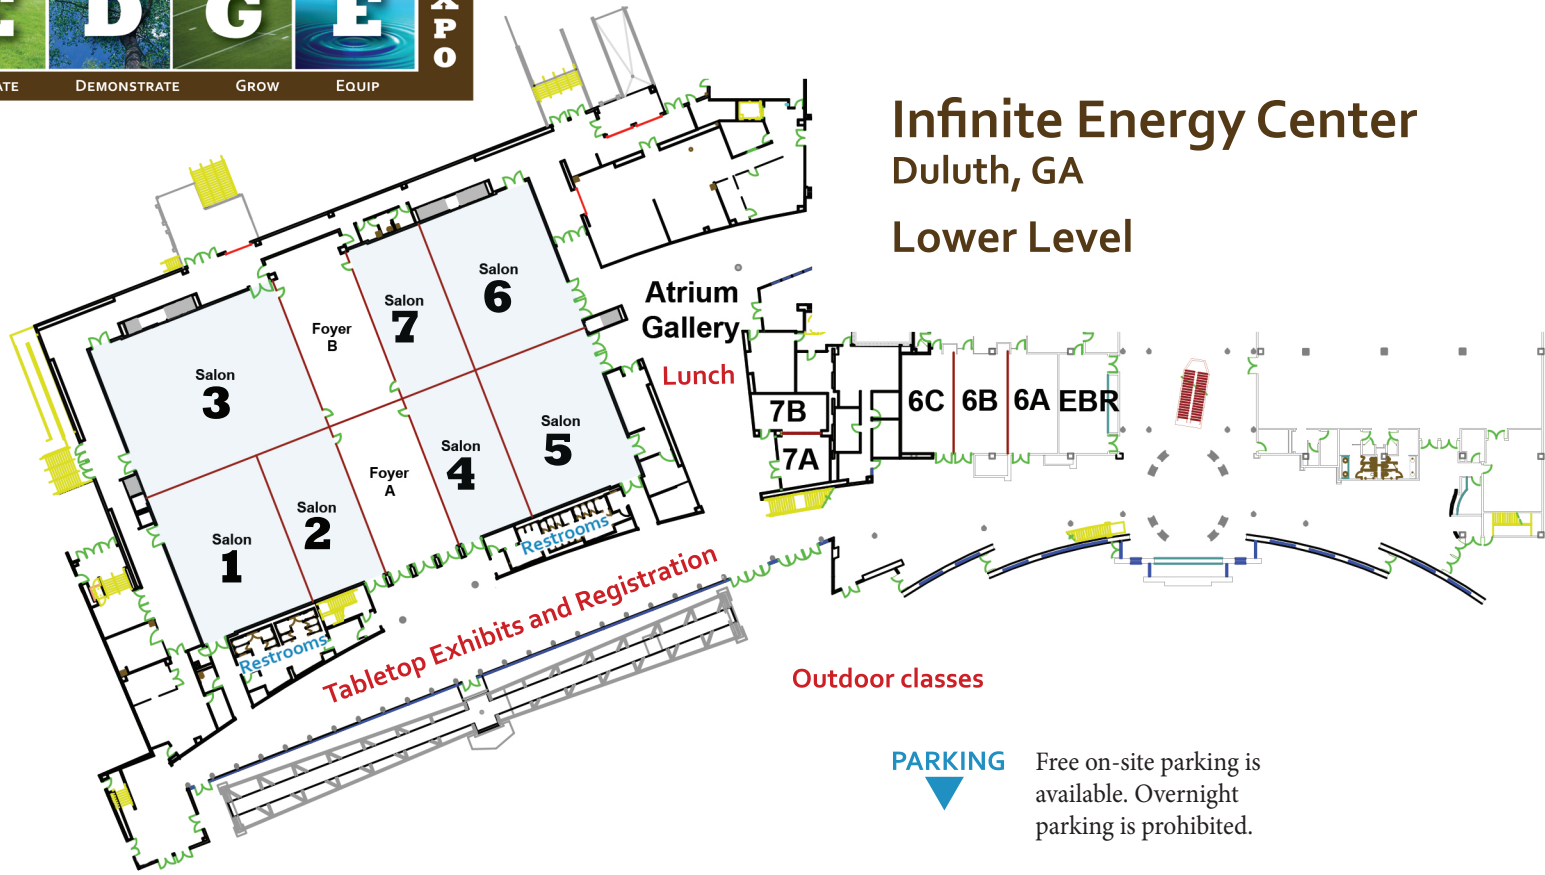 E D G E
XPO
ATE DEMONSTRATE GROW EQUIP
Infinite Energy Center
Duluth, GA
Lower Level
Salon
6
Salon
7
Foyer
B
Salon
3
Atrium
Gallery
Lunch
7B
7A
6C 6B 6A EBR
Salon
5
Salon
4
Foyer
A
Salon
2
Salon
1
Restrooms
Restrooms
Tabletop Exhibits and Registration
Outdoor classes
PARKING
Free on-site parking is
available. Overnight
parking is prohibited.